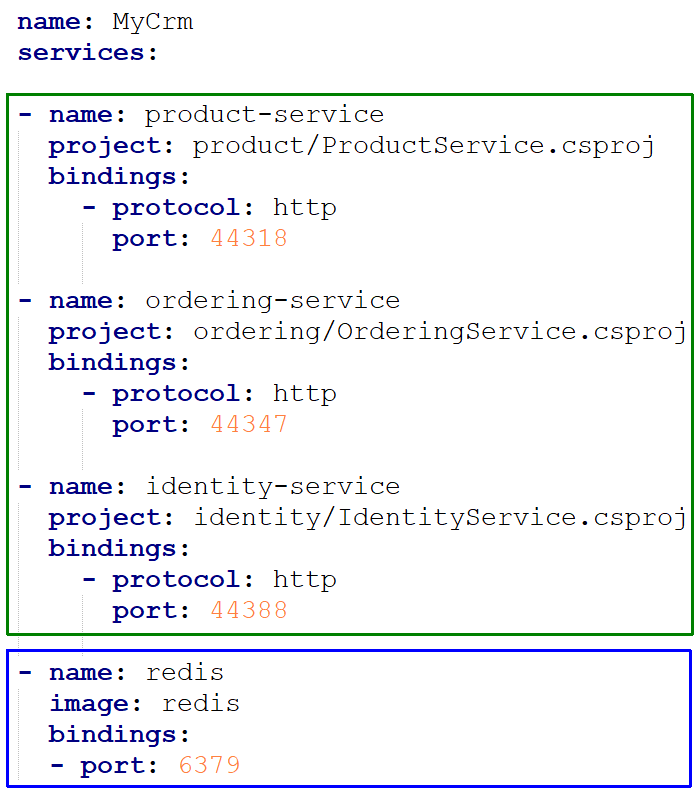 name: MyCrm
services:
- name: product-service
project: product/ProductService.csproj
bindings:
- protocol: http
port: 44318
- name: ordering-service
project: ordering/OrderingService.csproj
bindings:
- protocol: http
port: 44347
- name: identity-service
project: identity/IdentityService.csproj
bindings:
- protocol: http
port: 44388
- name: redis
image: redis
bindings:
- port: 6379